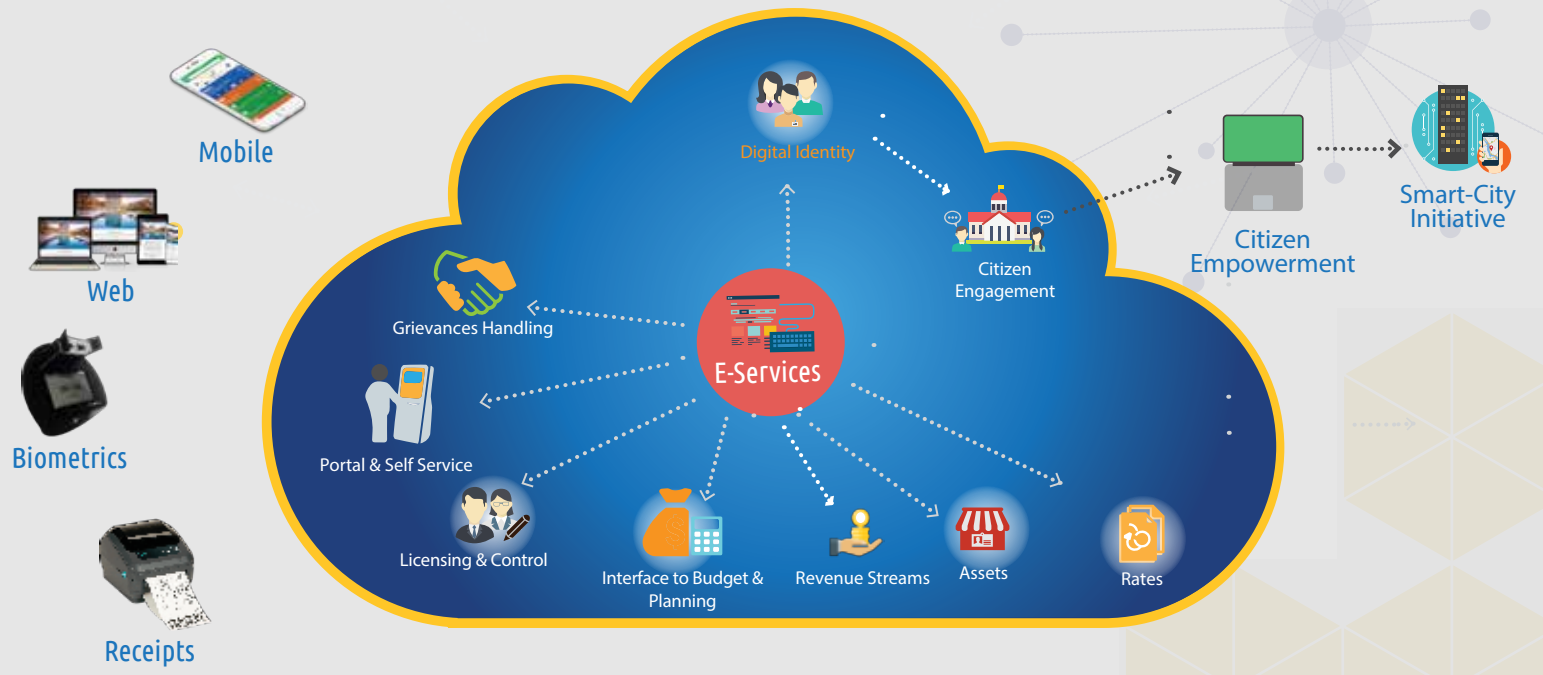 Mobile
Web
Biometrics
Receipts
Digital Identity
Citizen
Engagement
Citizen
Empowerment
Smart-City
Initiative
Grievances Handling
E-Services
Portal & Self Service
Licensing & Control
Interface to Budget &
Planning
Revenue Streams
Assets
Rates